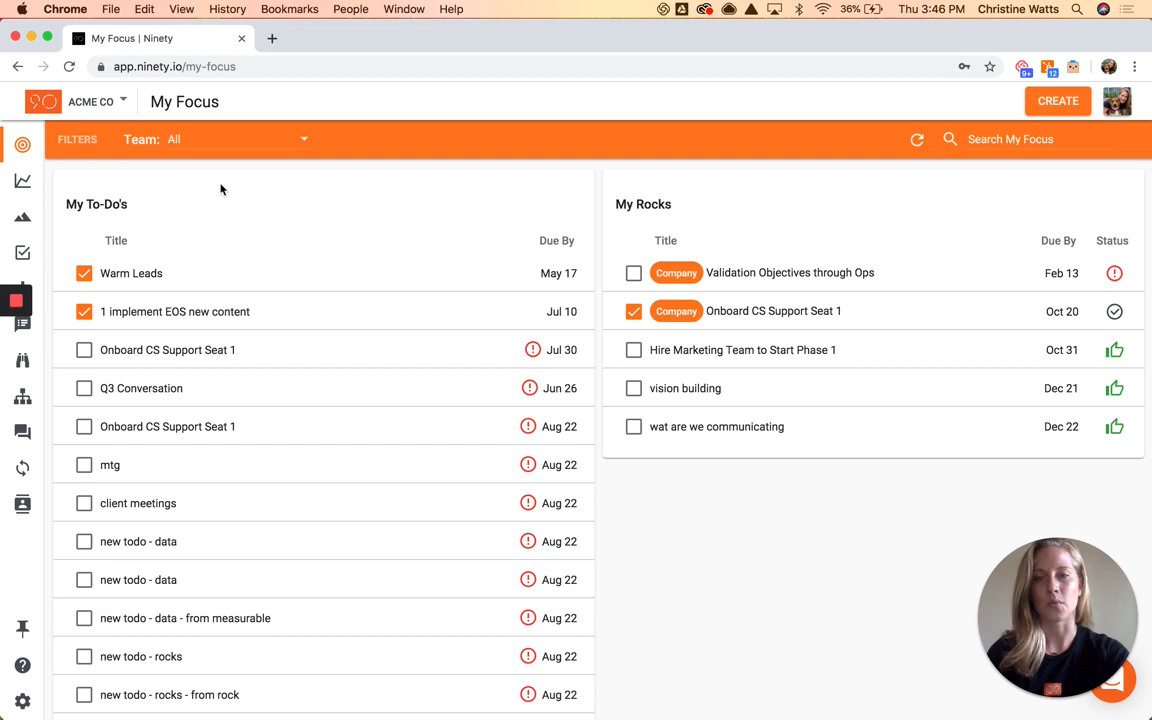 Chrome File Edit View History Bookmarks People Window Help 36% Thu 3:46 PM Christine Watts
My Focus | Ninety
app.ninety.io/my-focus 9+ 12
90 ACME CO My Focus CREATE
FILTERS Team: All Search My Focus
My To-Do's
Title Due By
Warm Leads May 17
1 implement EOS new content Jul 10
Onboard CS Support Seat 1 Jul 30
Q3 Conversation Jun 26
Onboard CS Support Seat 1 Aug 22
mtg Aug 22
client meetings Aug 22
new todo - data Aug 22
new todo - data Aug 22
new todo - data - from measurable Aug 22
new todo - rocks Aug 22
new todo - rocks - from rock Aug 22
My Rocks
Title Due By Status
Company Validation Objectives through Ops Feb 13
Company Onboard CS Support Seat 1 Oct 20
Hire Marketing Team to Start Phase 1 Oct 31
vision building Dec 21
wat are we communicating Dec 22